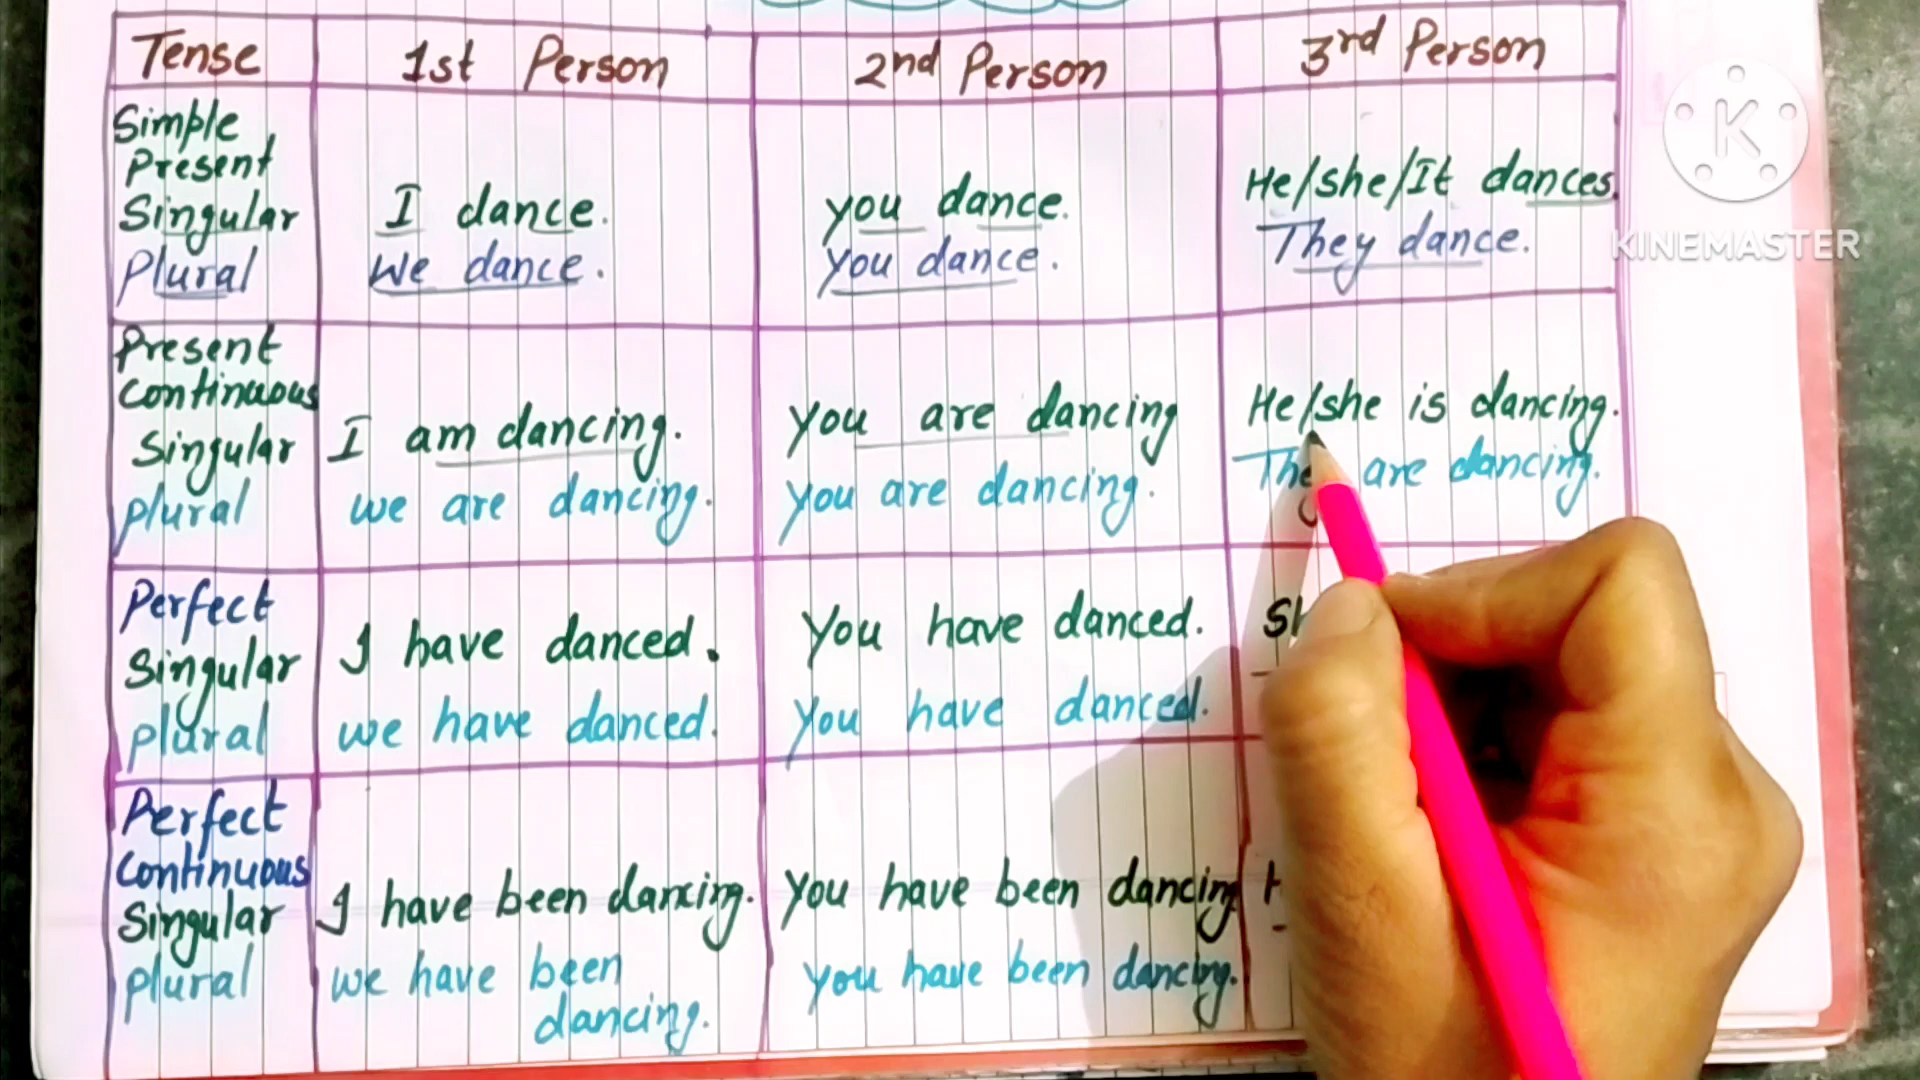 Tense 1st Person 2nd Person 3rd Person
Simple
Present
Singular I dance. you dance. He/she/It dances.
Plural We dance. you dance. They dance.
Present
Continuous
Singular I am dancing. you are dancing He/she is dancing.
plural we are dancing. you are dancing. They are dancing.
Perfect
Singular I have danced. You have danced.
plural we have danced. you have danced.
Perfect
Continuous
Singular I have been dancing. you have been dancing
plural we have been you have been dancing.
dancing.
K
KINEMASTER